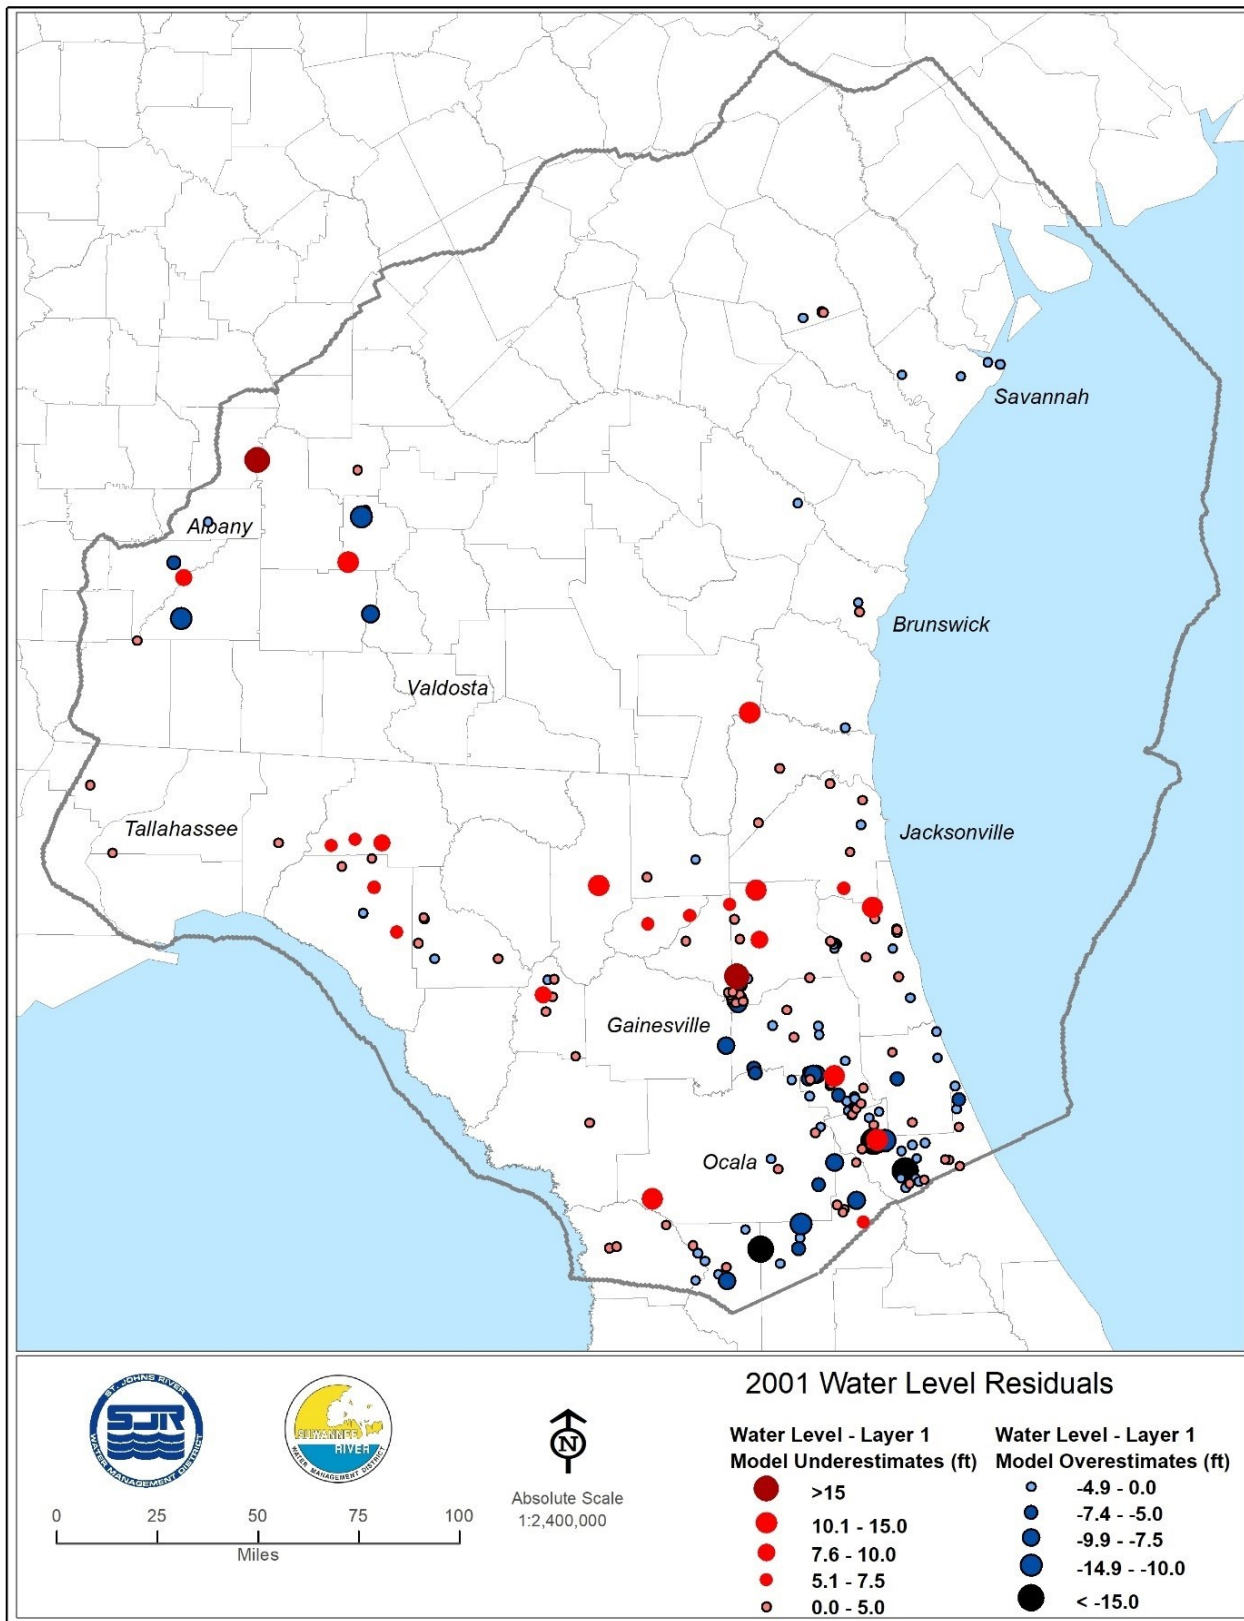 Savannah
Albany
Brunswick
Valdosta
Tallahassee
Jacksonville
Gainesville
Ocala
2001 Water Level Residuals
ST. JOHNS RIVER
SJR
WATER MANAGEMENT DISTRICT
SUWANNEE
RIVER
WATER MANAGEMENT DISTRICT
N
Absolute Scale
1:2,400,000
0 25 50 75 100
Miles
Water Level - Layer 1
Model Underestimates (ft)
>15
10.1 - 15.0
7.6 - 10.0
5.1 - 7.5
0.0 - 5.0
Water Level - Layer 1
Model Overestimates (ft)
-4.9 - 0.0
-7.4 - -5.0
-9.9 - -7.5
-14.9 - -10.0
< -15.0